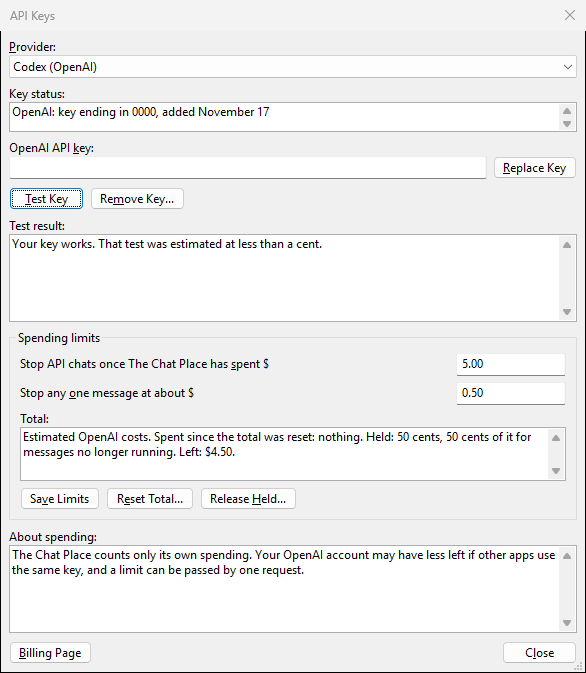 API Keys
Provider:
Codex (OpenAI)
Key status:
OpenAI: key ending in 0000, added November 17
OpenAI API key:
Replace Key
Test Key
Remove Key...
Test result:
Your key works. That test was estimated at less than a cent.
Spending limits
Stop API chats once The Chat Place has spent $
5.00
Stop any one message at about $
0.50
Total:
Estimated OpenAI costs. Spent since the total was reset: nothing. Held: 50 cents, 50 cents of it for
messages no longer running. Left: $4.50.
Save Limits
Reset Total...
Release Held...
About spending:
The Chat Place counts only its own spending. Your OpenAI account may have less left if other apps use
the same key, and a limit can be passed by one request.
Billing Page
Close